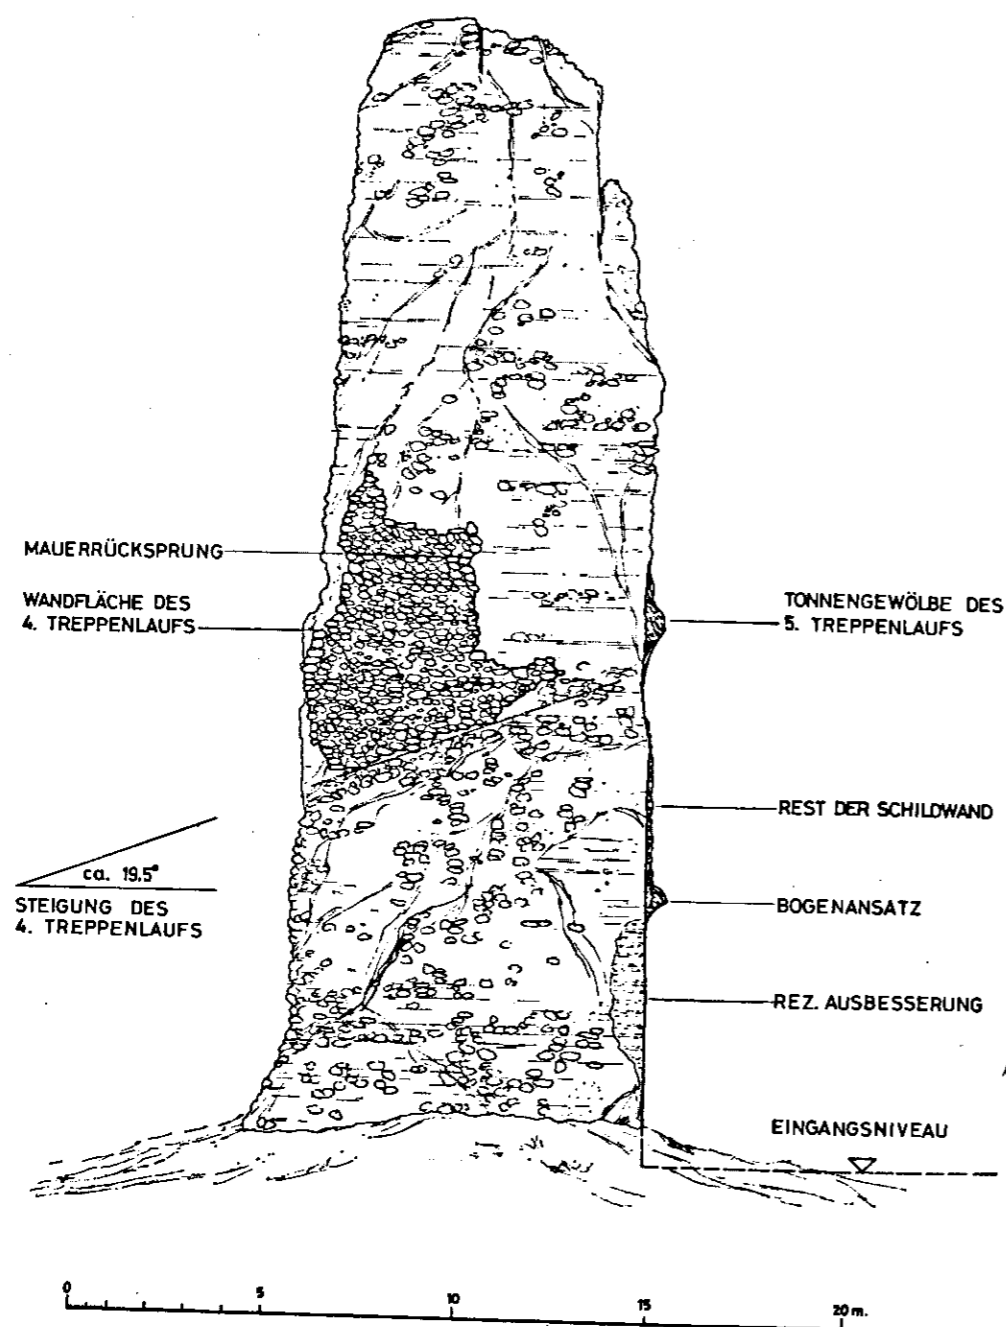 MAUERRÜCKSPRUNG
WANDFLÄCHE DES
4. TREPPENLAUFS
TONNENGEWÖLBE DES
5. TREPPENLAUFS
REST DER SCHILDWAND
ca. 19.5°
STEIGUNG DES
4. TREPPENLAUFS
BOGENANSATZ
REZ. AUSBESSERUNG
EINGANGSNIVEAU
0 5 10 15 20 m.